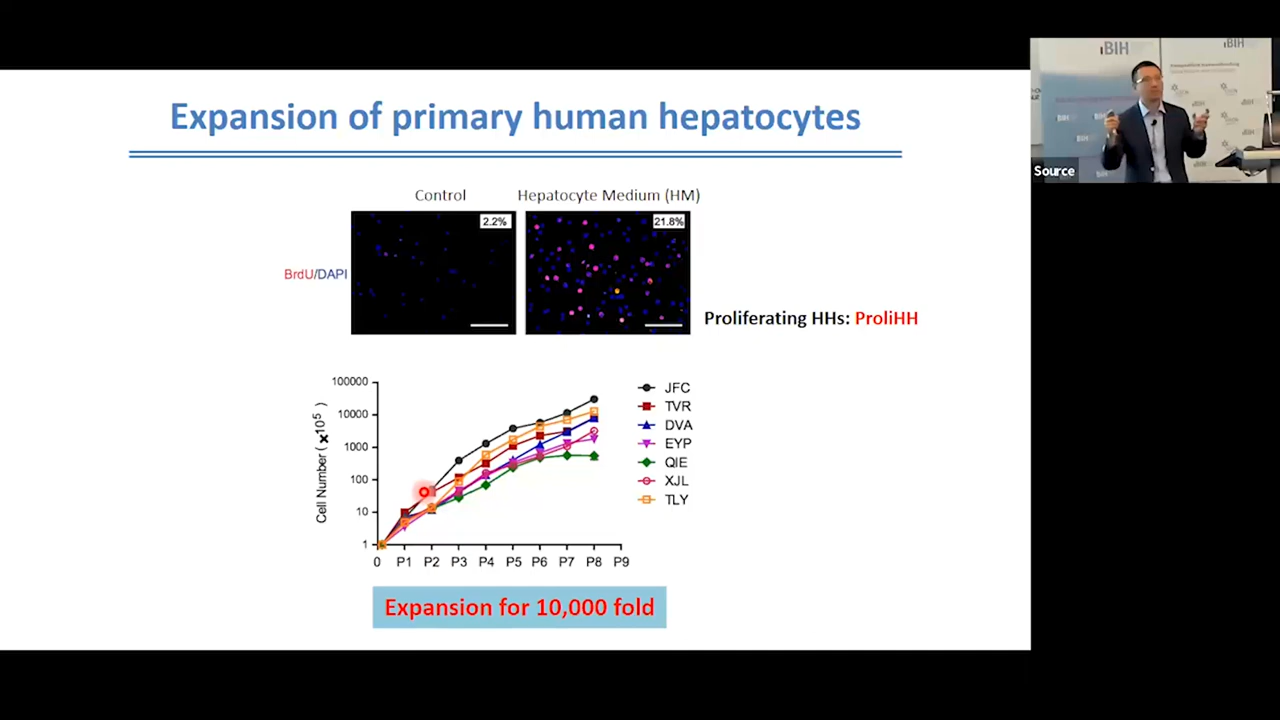 Expansion of primary human hepatocytes
Control
Hepatocyte Medium (HM)
2.2%
21.8%
BrdU/DAPI
Proliferating HHs: ProliHH
Cell Number (×10⁵)
100000
10000
1000
100
10
1
0 P1 P2 P3 P4 P5 P6 P7 P8 P9
JFC
TVR
DVA
EYP
QIE
XJL
TLY
Expansion for 10,000 fold
BIH
BIH
BIH
Source